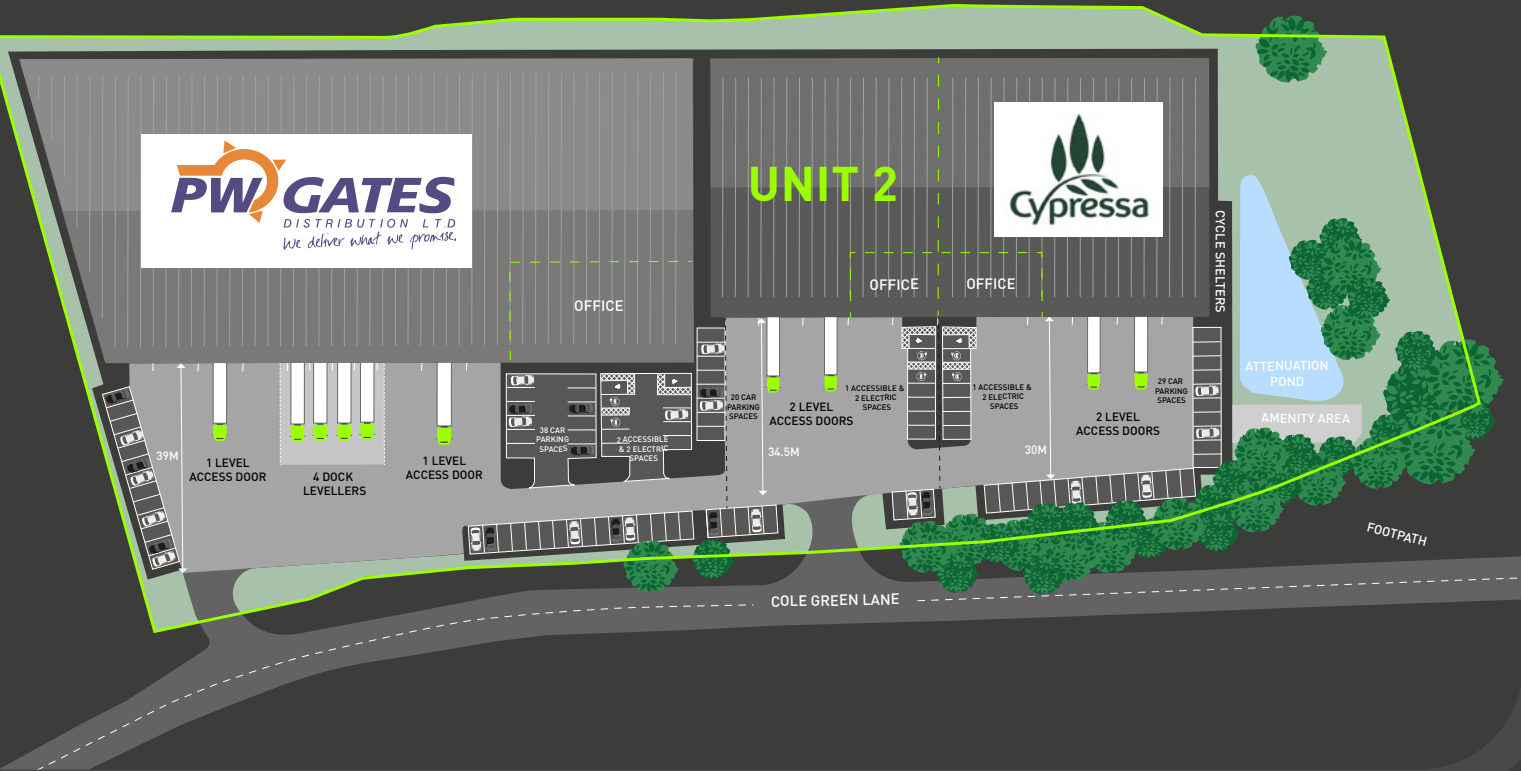 PW GATES
DISTRIBUTION LT.D
We deliver what we promise.
UNIT 2
Cypressa
OFFICE
OFFICE
OFFICE
CYCLE SHELTERS
ATTENUATION
POND
AMENITY AREA
39M
1 LEVEL
ACCESS DOOR
4 DOCK
LEVELLERS
1 LEVEL
ACCESS DOOR
38 CAR
PARKING
SPACES
2 ACCESSIBLE
& 2 ELECTRIC
SPACES
20 CAR
PARKING
SPACES
34.5M
2 LEVEL
ACCESS DOORS
1 ACCESSIBLE &
2 ELECTRIC
SPACES
1 ACCESSIBLE &
2 ELECTRIC
SPACES
30M
2 LEVEL
ACCESS DOORS
29 CAR
PARKING
SPACES
FOOTPATH
COLE GREEN LANE